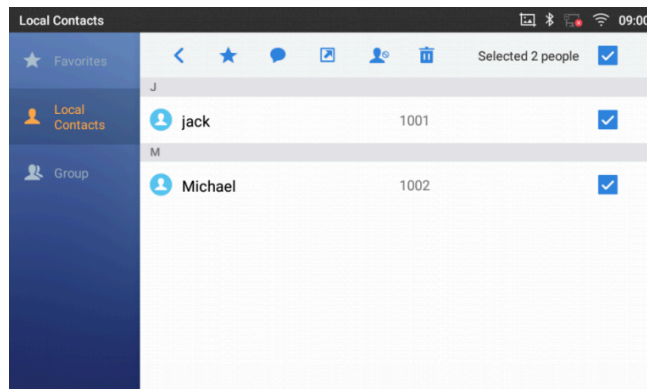 Local Contacts 09:00
Favorites
Selected 2 people
J
Local
Contacts
jack 1001
M
Group
Michael 1002